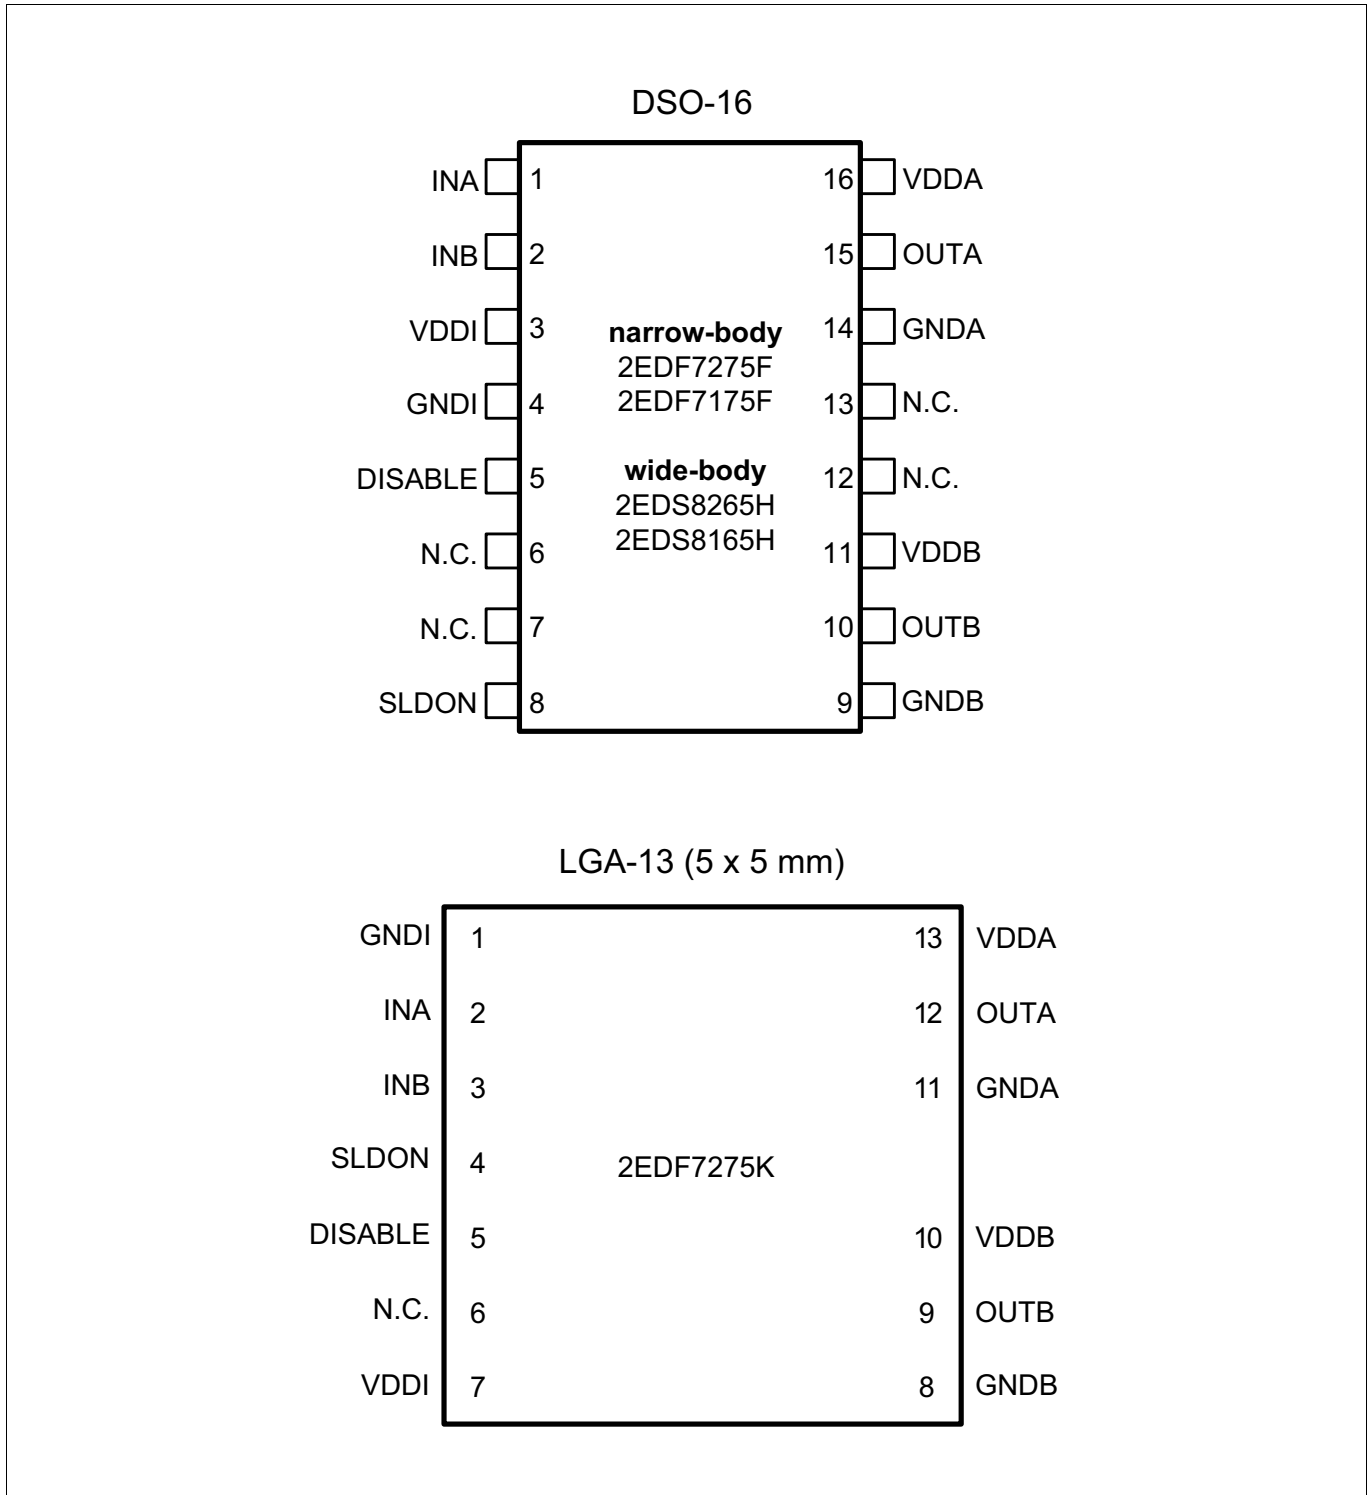 DSO-16
INA 1 16 VDDA
INB 2 15 OUTA
VDDI 3 narrow-body 14 GNDA
2EDF7275F
GNDI 4 2EDF7175F 13 N.C.
DISABLE 5 wide-body 12 N.C.
2EDS8265H
2EDS8165H
N.C. 6 11 VDDB
N.C. 7 10 OUTB
SLDON 8 9 GNDB
LGA-13 (5 x 5 mm)
GNDI 1 13 VDDA
INA 2 12 OUTA
INB 3 11 GNDA
SLDON 4 2EDF7275K
DISABLE 5 10 VDDB
N.C. 6 9 OUTB
VDDI 7 8 GNDB